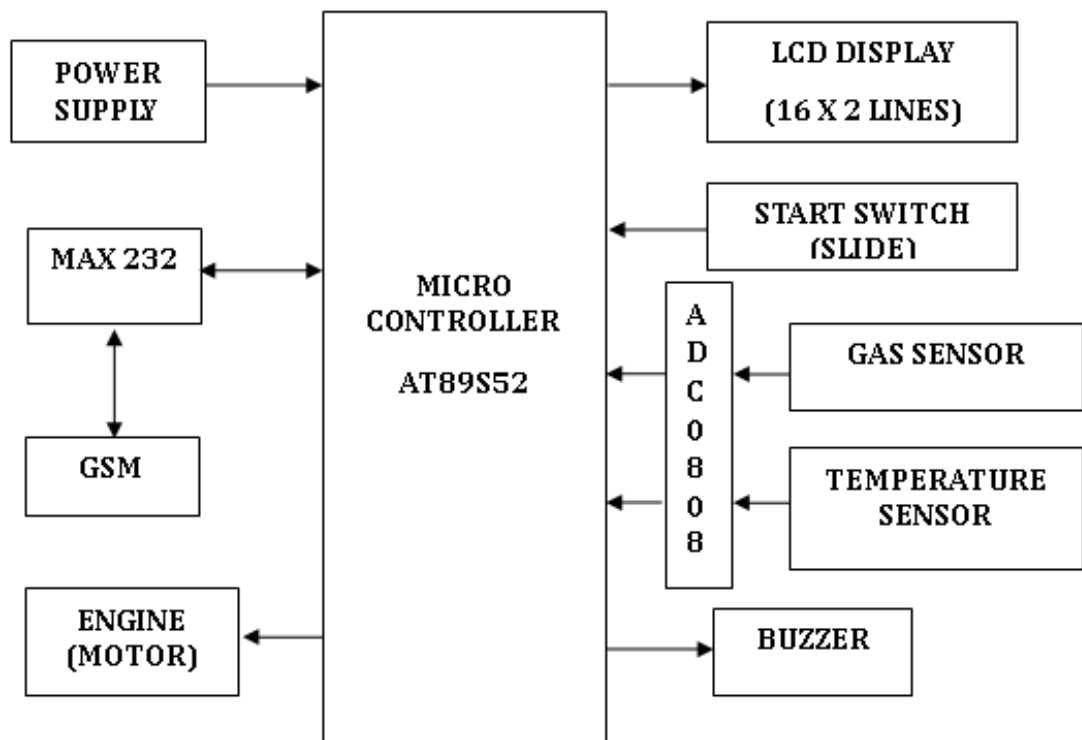 POWER
SUPPLY
MAX 232
GSM
ENGINE
(MOTOR)
MICRO
CONTROLLER
AT89S52
LCD DISPLAY
(16 X 2 LINES)
START SWITCH
(SLIDE)
A
D
C
0
8
0
8
GAS SENSOR
TEMPERATURE
SENSOR
BUZZER